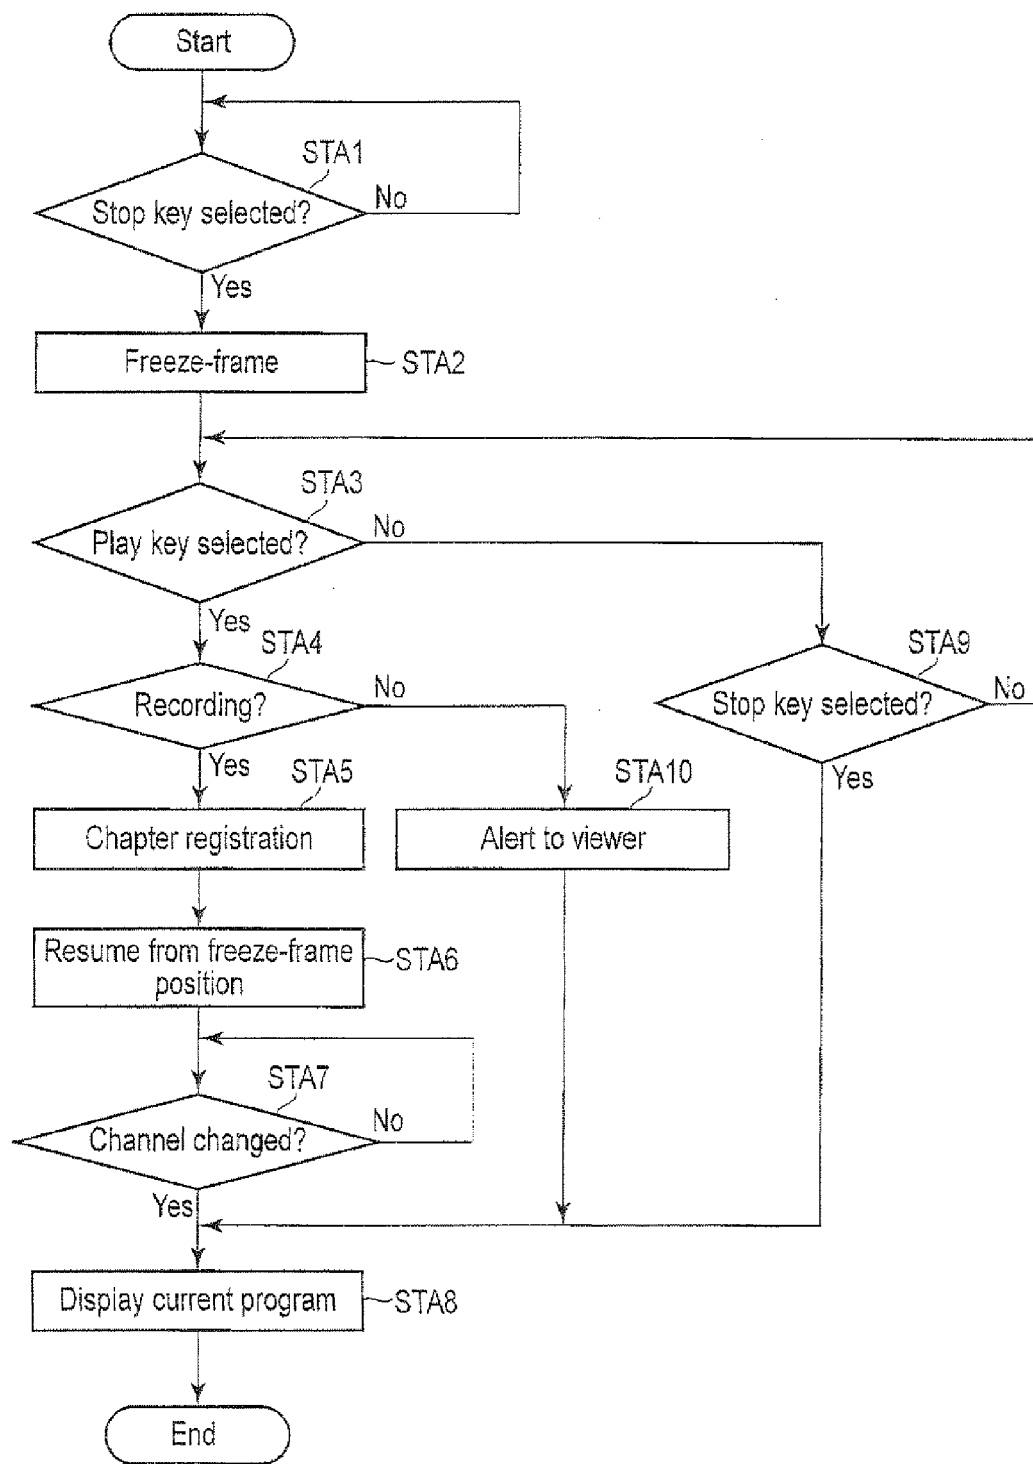 Start
STA1
Stop key selected?
No
Yes
Freeze-frame
STA2
STA3
Play key selected?
No
Yes
STA4
Recording?
No
STA9
Stop key selected?
No
Yes
Yes
STA5
Chapter registration
STA10
Alert to viewer
Resume from freeze-frame
position
STA6
STA7
Channel changed?
No
Yes
Display current program
STA8
End